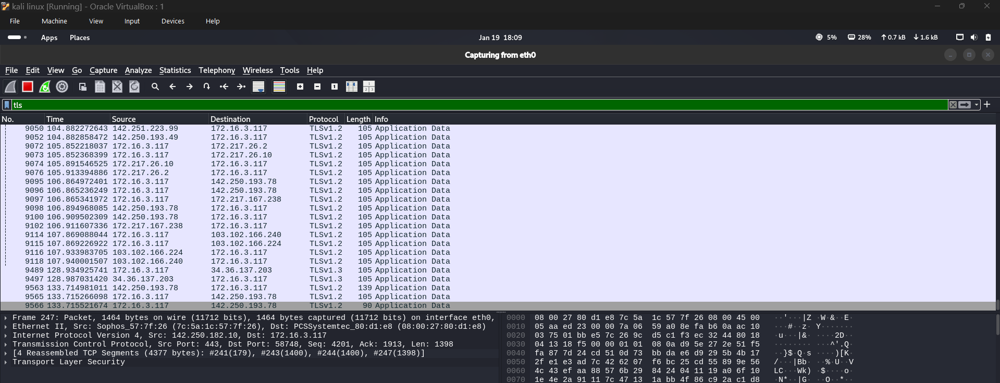 kali linux [Running] - Oracle VirtualBox : 1
File Machine View Input Devices Help
Apps Places Jan 19 18:09 5% 28% ↑0.7 kB ↓1.6 kB
Capturing from eth0
File Edit View Go Capture Analyze Statistics Telephony Wireless Tools Help
tls
No. Time Source Destination Protocol Length Info
9050 104.882272643 142.251.223.99 172.16.3.117 TLSv1.2 105 Application Data
9052 104.882858472 142.250.193.49 172.16.3.117 TLSv1.2 105 Application Data
9072 105.852218037 172.16.3.117 172.217.26.2 TLSv1.2 105 Application Data
9073 105.852368399 172.16.3.117 172.217.26.10 TLSv1.2 105 Application Data
9074 105.891546525 172.217.26.10 172.16.3.117 TLSv1.2 105 Application Data
9076 105.913394886 172.217.26.2 172.16.3.117 TLSv1.2 105 Application Data
9095 106.864972401 172.16.3.117 142.250.193.78 TLSv1.2 105 Application Data
9096 106.865236249 172.16.3.117 142.250.193.78 TLSv1.2 105 Application Data
9097 106.865341972 172.16.3.117 172.217.167.238 TLSv1.2 105 Application Data
9098 106.894968085 142.250.193.78 172.16.3.117 TLSv1.2 105 Application Data
9100 106.909502309 142.250.193.78 172.16.3.117 TLSv1.2 105 Application Data
9102 106.911607336 172.217.167.238 172.16.3.117 TLSv1.2 105 Application Data
9114 107.869088044 172.16.3.117 103.102.166.240 TLSv1.2 105 Application Data
9115 107.869226922 172.16.3.117 103.102.166.224 TLSv1.2 105 Application Data
9116 107.933983705 103.102.166.224 172.16.3.117 TLSv1.2 105 Application Data
9118 107.940001507 103.102.166.240 172.16.3.117 TLSv1.2 105 Application Data
9489 128.934925741 172.16.3.117 34.36.137.203 TLSv1.3 105 Application Data
9497 128.987031420 34.36.137.203 172.16.3.117 TLSv1.3 105 Application Data
9563 133.714981011 142.250.193.78 172.16.3.117 TLSv1.2 139 Application Data
9565 133.715266098 172.16.3.117 142.250.193.78 TLSv1.2 105 Application Data
9566 133.715521674 172.16.3.117 142.250.193.78 TLSv1.2 90 Application Data
Frame 247: Packet, 1464 bytes on wire (11712 bits), 1464 bytes captured (11712 bits) on interface eth0,
Ethernet II, Src: Sophos_57:7f:26 (7c:5a:1c:57:7f:26), Dst: PCSSystemtec_80:d1:e8 (08:00:27:80:d1:e8)
Internet Protocol Version 4, Src: 142.250.182.10, Dst: 172.16.3.117
Transmission Control Protocol, Src Port: 443, Dst Port: 58748, Seq: 4201, Ack: 1913, Len: 1398
[4 Reassembled TCP Segments (4377 bytes): #241(179), #243(1400), #244(1400), #247(1398)]
Transport Layer Security
0000 08 00 27 80 d1 e8 7c 5a 1c 57 7f 26 08 00 45 00 ··'···|Z ·W·&··E·
0010 05 aa ed 23 00 00 7a 06 59 a0 8e fa b6 0a ac 10 ···#··z· Y·······
0020 03 75 01 bb e5 7c 26 9c d5 c1 f3 ec 32 44 80 18 ·u···|&· ····2D··
0030 04 13 18 f5 00 00 01 01 08 0a d9 5e 27 2e 51 f5 ········ ···^'.Q·
0040 fa 87 7d 24 cd 51 0d 73 bb da e6 d9 29 5b 4b 17 ··}$·Q·s ····)[K·
0050 2f e1 e3 ad 7c 42 62 07 f6 bc 25 cd 55 89 9e 56 /···|Bb· ··%·U··V
0060 4c 43 ef aa 88 57 6b 29 84 24 04 11 19 a0 6f 10 LC···Wk) ·$····o·
0070 1e 4e 2a 91 11 7c 47 13 1a bb 4f 86 c9 2a c1 d8 ·N*··|G· ··O··*··